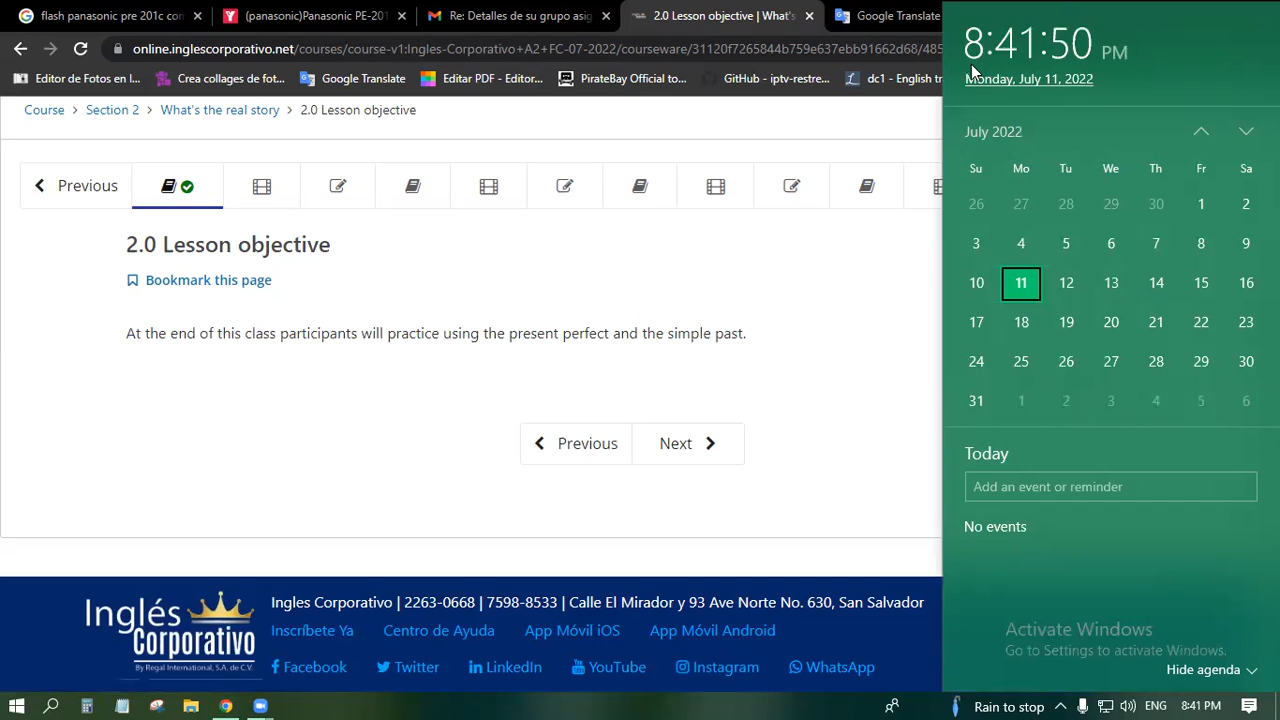 flash panasonic pre 201c con
(panasonic)Panasonic PE-201
Re: Detalles de su grupo asig
2.0 Lesson objective | What's
Google Translate
online.inglescorporativo.net/courses/course-v1:Ingles-Corporativo+A2+FC-07-2022/courseware/31120f7265844b759e637ebb91662d68/485
Editor de Fotos en l...
Crea collages de fot...
Google Translate
Editar PDF - Editor...
PirateBay Official to...
GitHub - iptv-restre...
dc1 - English tr
Course > Section 2 > What's the real story > 2.0 Lesson objective
Previous
2.0 Lesson objective
Bookmark this page
At the end of this class participants will practice using the present perfect and the simple past.
Previous
Next
Inglés
Corporativo
By Regal International, S.A. de C.V.
Ingles Corporativo | 2263-0668 | 7598-8533 | Calle El Mirador y 93 Ave Norte No. 630, San Salvador
Inscríbete Ya
Centro de Ayuda
App Móvil iOS
App Móvil Android
Facebook
Twitter
LinkedIn
YouTube
Instagram
WhatsApp
8:41:50 PM
Monday, July 11, 2022
July 2022
Su Mo Tu We Th Fr Sa
26 27 28 29 30 1 2
3 4 5 6 7 8 9
10 11 12 13 14 15 16
17 18 19 20 21 22 23
24 25 26 27 28 29 30
31 1 2 3 4 5 6
Today
Add an event or reminder
No events
Activate Windows
Go to Settings to activate Windows.
Hide agenda
Rain to stop
ENG
8:41 PM